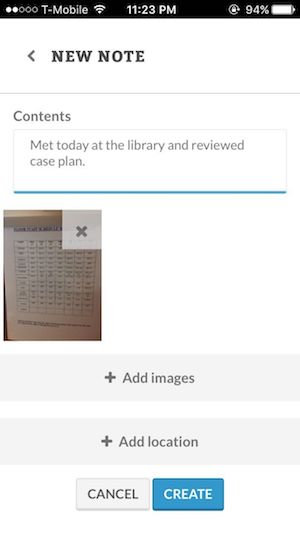 T-Mobile 11:23 PM 94%
NEW NOTE
Contents
Met today at the library and reviewed
case plan.
Add images
Add location
CANCEL CREATE